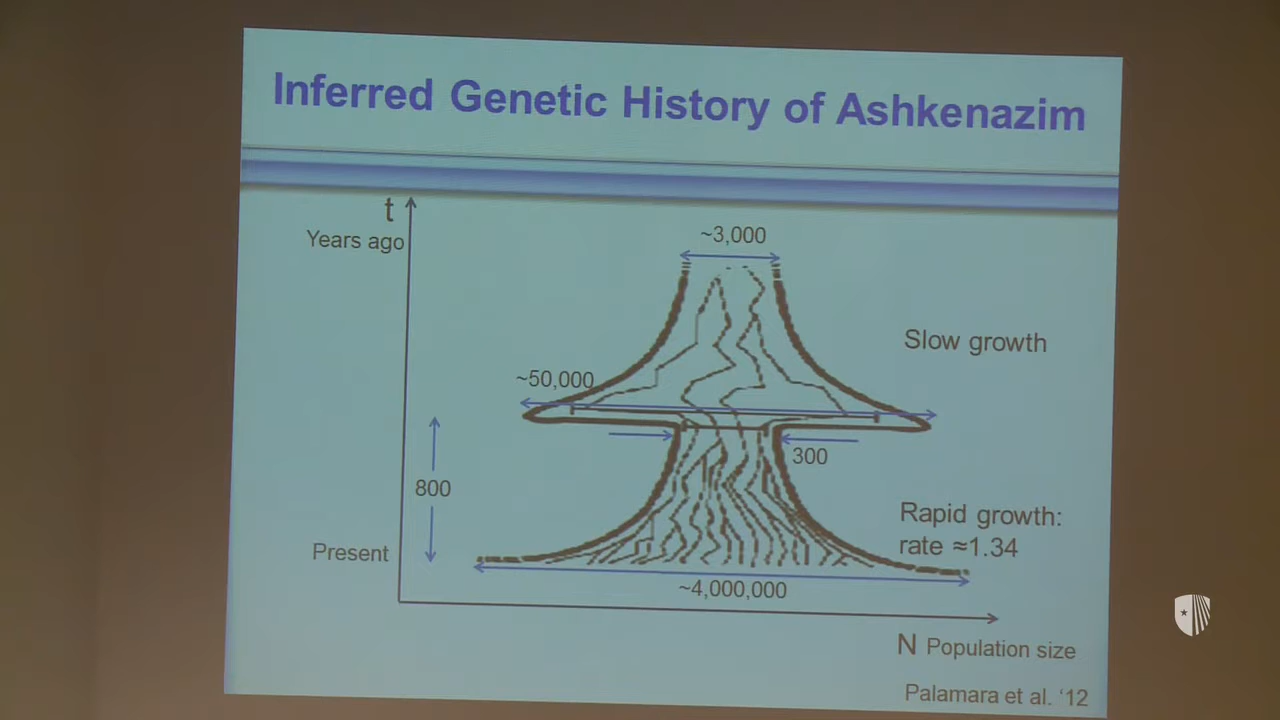 Inferred Genetic History of Ashkenazim
t
Years ago
~3,000
Slow growth
~50,000
300
800
Rapid growth:
rate ≈1.34
Present
~4,000,000
N Population size
Palamara et al. ‘12